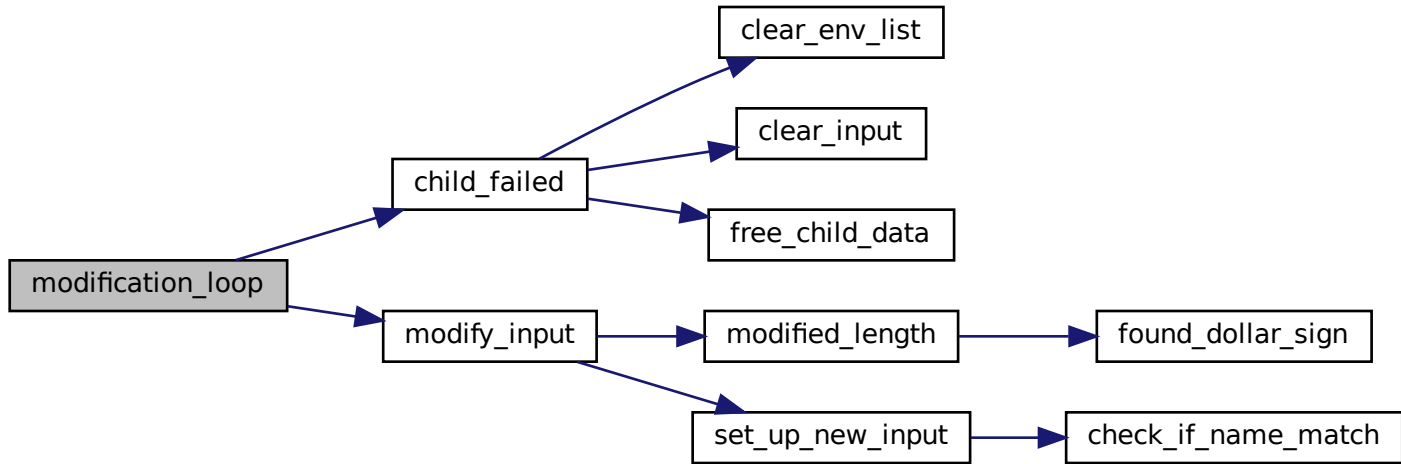 clear_env_list
clear_input
child_failed
free_child_data
modification_loop
modify_input
modified_length
found_dollar_sign
set_up_new_input
check_if_name_match